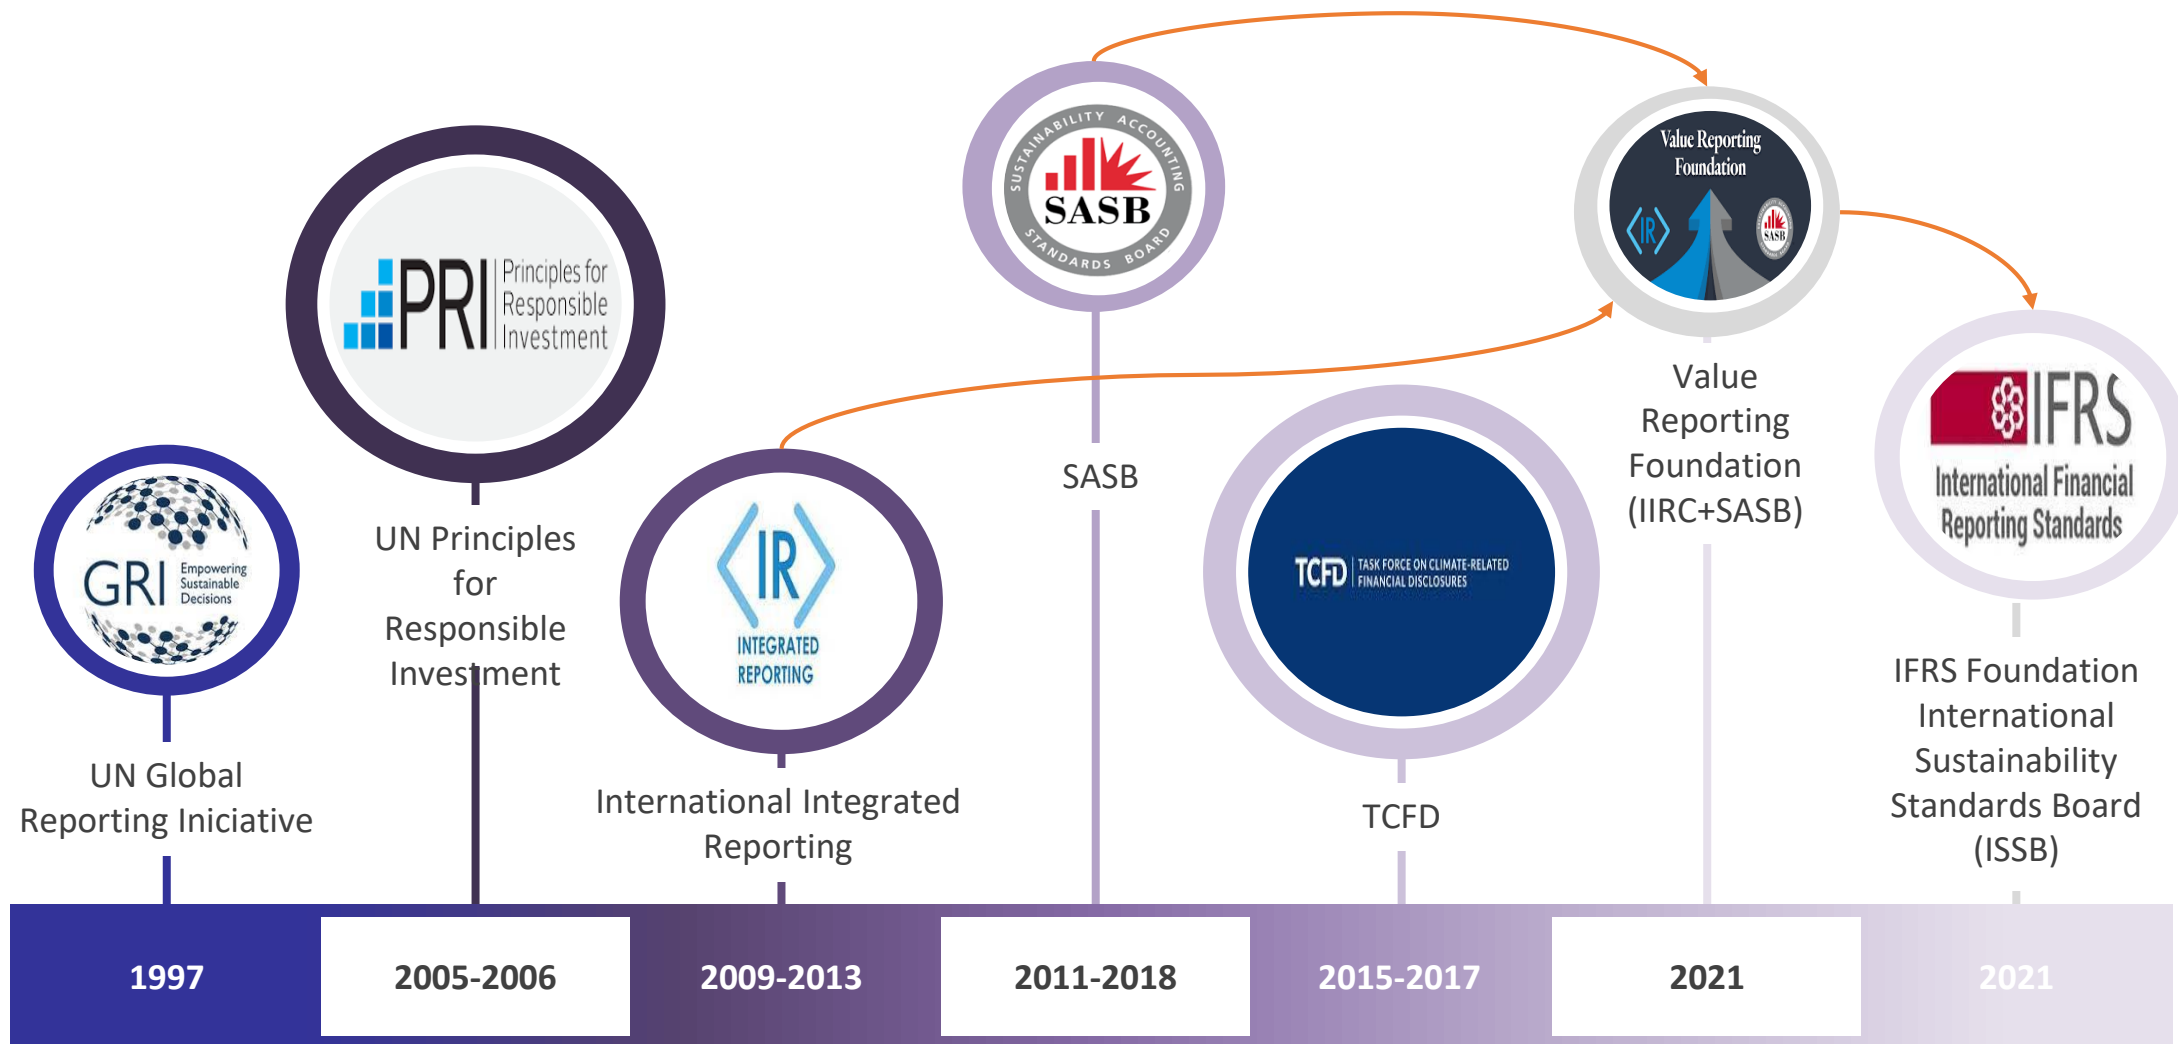 GRI
Empowering
Sustainable
Decisions
UN Global
Reporting Iniciative
1997
PRI
Principles for
Responsible
Investment
UN Principles
for
Responsible
Investment
2005-2006
IR
INTEGRATED
REPORTING
International Integrated
Reporting
2009-2013
SUSTAINABILITY ACCOUNTING
SASB
STANDARDS BOARD
SASB
2011-2018
TCFD
TASK FORCE ON CLIMATE-RELATED
FINANCIAL DISCLOSURES
TCFD
2015-2017
Value Reporting
Foundation
IR
SASB
Value
Reporting
Foundation
(IIRC+SASB)
2021
IFRS
International Financial
Reporting Standards
IFRS Foundation
International
Sustainability
Standards Board
(ISSB)
2021